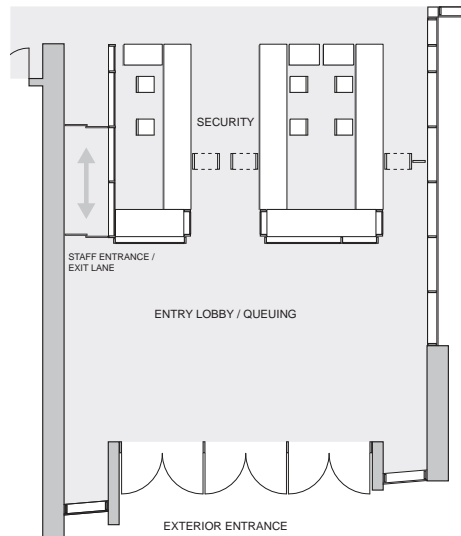 SECURITY
STAFF ENTRANCE /
EXIT LANE
ENTRY LOBBY / QUEUING
EXTERIOR ENTRANCE